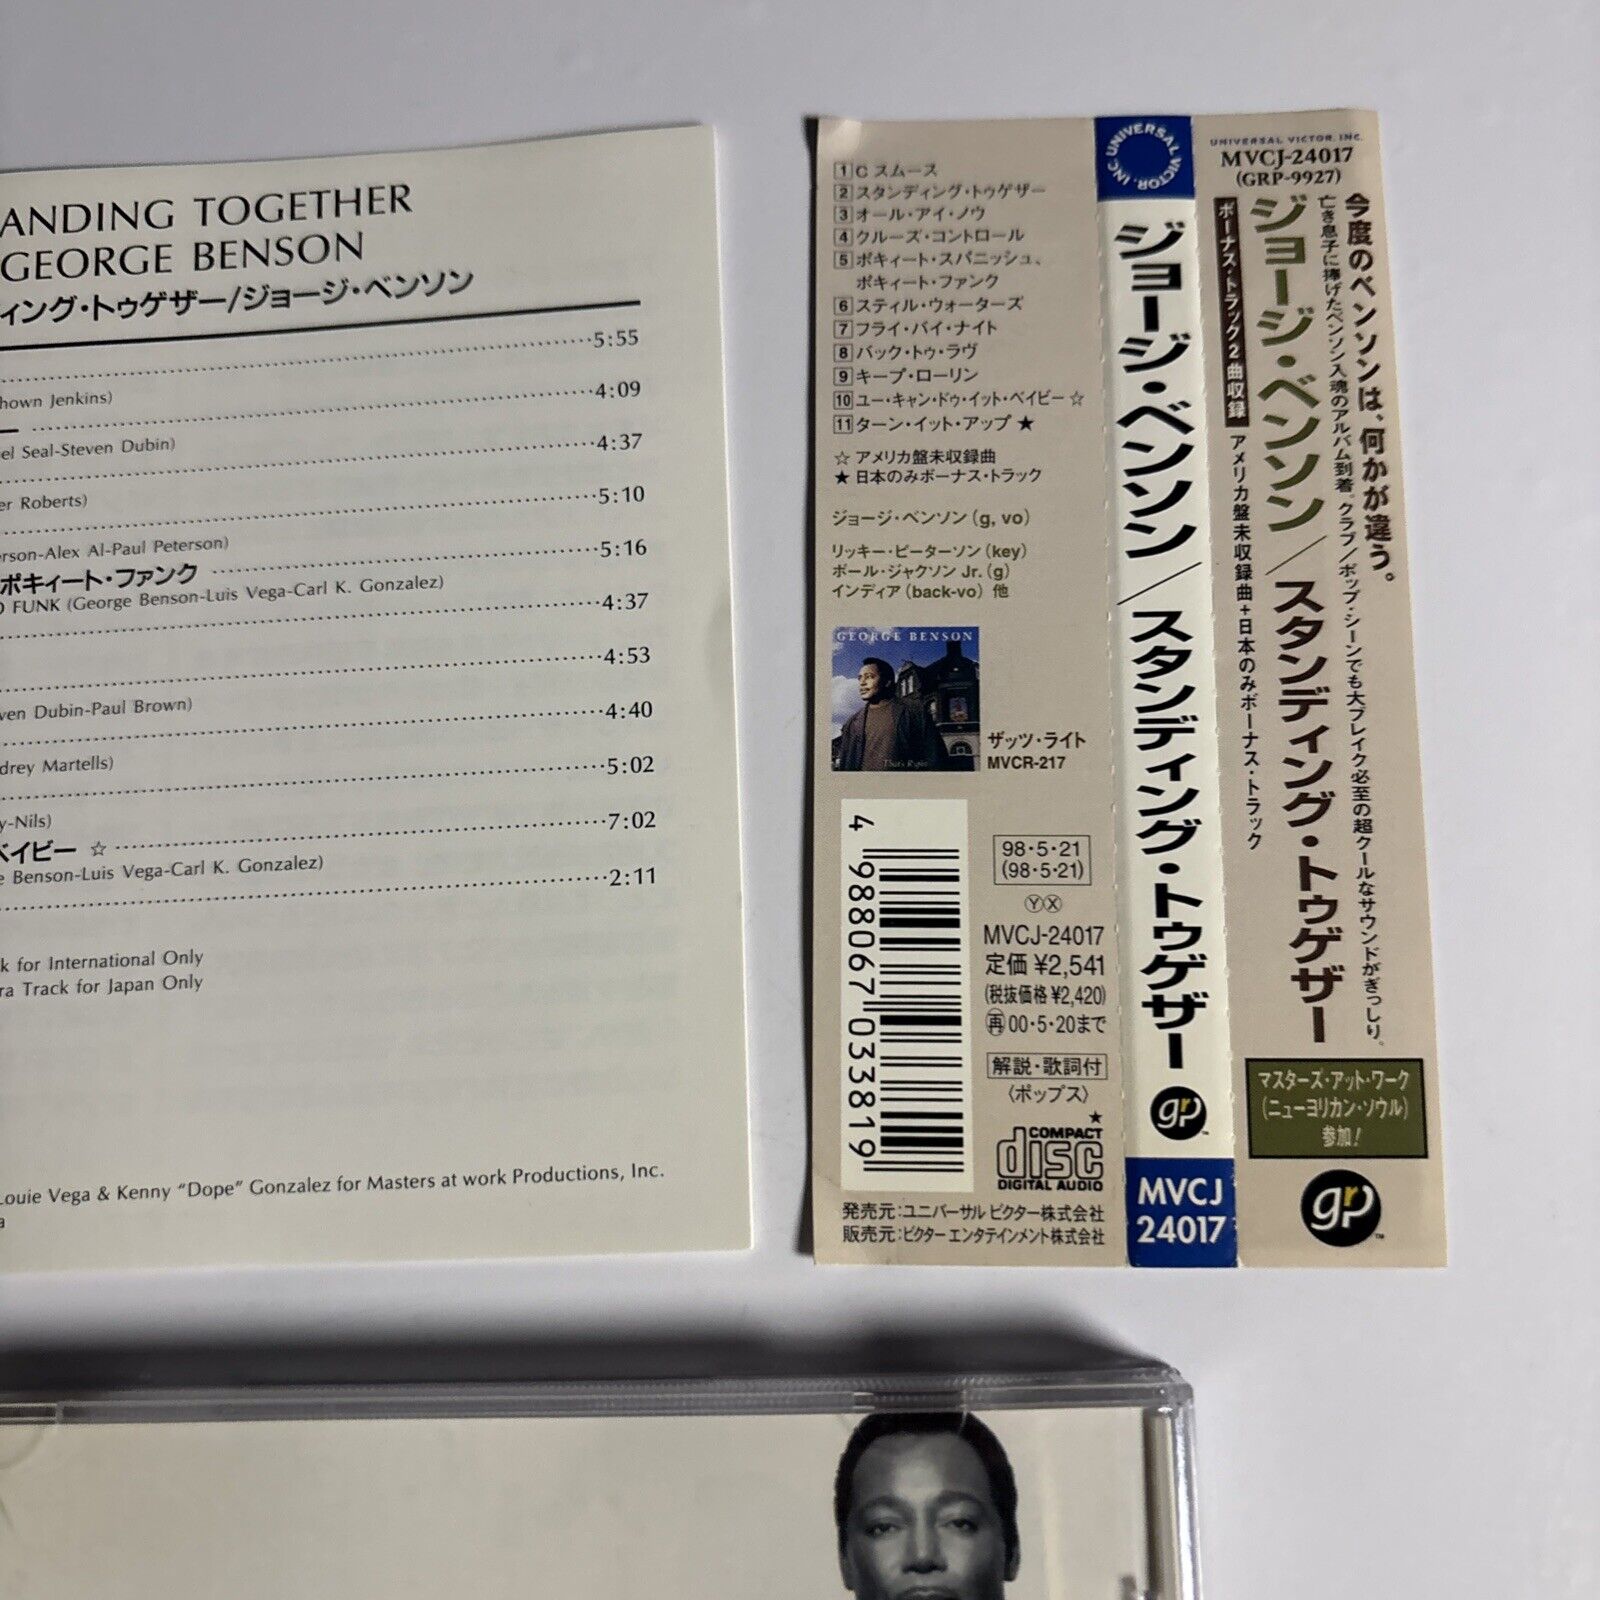 ANDING TOGETHER
GEORGE BENSON
ィング・トゥゲザー/ジョージ・ベンソン
5:55
hown Jenkins)
4:09
el Seal-Steven Dubin)
4:37
er Roberts)
5:10
erson-Alex Al-Paul Peterson)
ポキィート・ファンク 5:16
O FUNK (George Benson-Luis Vega-Carl K. Gonzalez)
4:37
4:53
ven Dubin-Paul Brown)
4:40
drey Martells)
5:02
y-Nils)
ベイビー ☆ 7:02
e Benson-Luis Vega-Carl K. Gonzalez)
2:11
k for International Only
ra Track for Japan Only
Louie Vega & Kenny “Dope” Gonzalez for Masters at work Productions, Inc.
a
1 C スムース
2 スタンディング・トゥゲザー
3 オール・アイ・ノウ
4 クルーズ・コントロール
5 ポキィート・スパニッシュ、
ポキィート・ファンク
6 スティル・ウォーターズ
7 フライ・バイ・ナイト
8 バック・トゥ・ラヴ
9 キープ・ローリン
10 ユー・キャン・ドゥ・イット・ベイビー ☆
11 ターン・イット・アップ ★
☆ アメリカ盤未収録曲
★ 日本のみボーナス・トラック
ジョージ・ベンソン (g, vo)
リッキー・ピーターソン (key)
ポール・ジャクソン Jr. (g)
インディア (back-vo) 他
GEORGE BENSON
That's Right
ザッツ・ライト
MVCR-217
4 988067 033819
98・5・21
(98・5・21)
YX
MVCJ-24017
定価 ¥2,541
(税抜価格 ¥2,420)
再 00・5・20まで
解説・歌詞付
〈ポップス〉
★
COMPACT
disc
DIGITAL AUDIO
発売元:ユニバーサル ビクター株式会社
販売元:ビクター エンタテインメント株式会社
UNIVERSAL VICTOR, INC.
ジョージ・ベンソン/スタンディング・トゥゲザー
grp™
MVCJ
24017
UNIVERSAL VICTOR, INC.
MVCJ-24017
(GRP-9927)
今度のベンソンは、何かが違う。
亡き息子に捧げたベンソン入魂のアルバム到着。クラブ/ポップ・シーンでも大ブレイク必至の超クールなサウンドがぎっしり。
ジョージ・ベンソン/スタンディング・トゥゲザー
ボーナス・トラック2曲収録 アメリカ盤未収録曲+日本のみボーナス・トラック
マスターズ・アット・ワーク
(ニューヨリカン・ソウル)
参加!
grp™